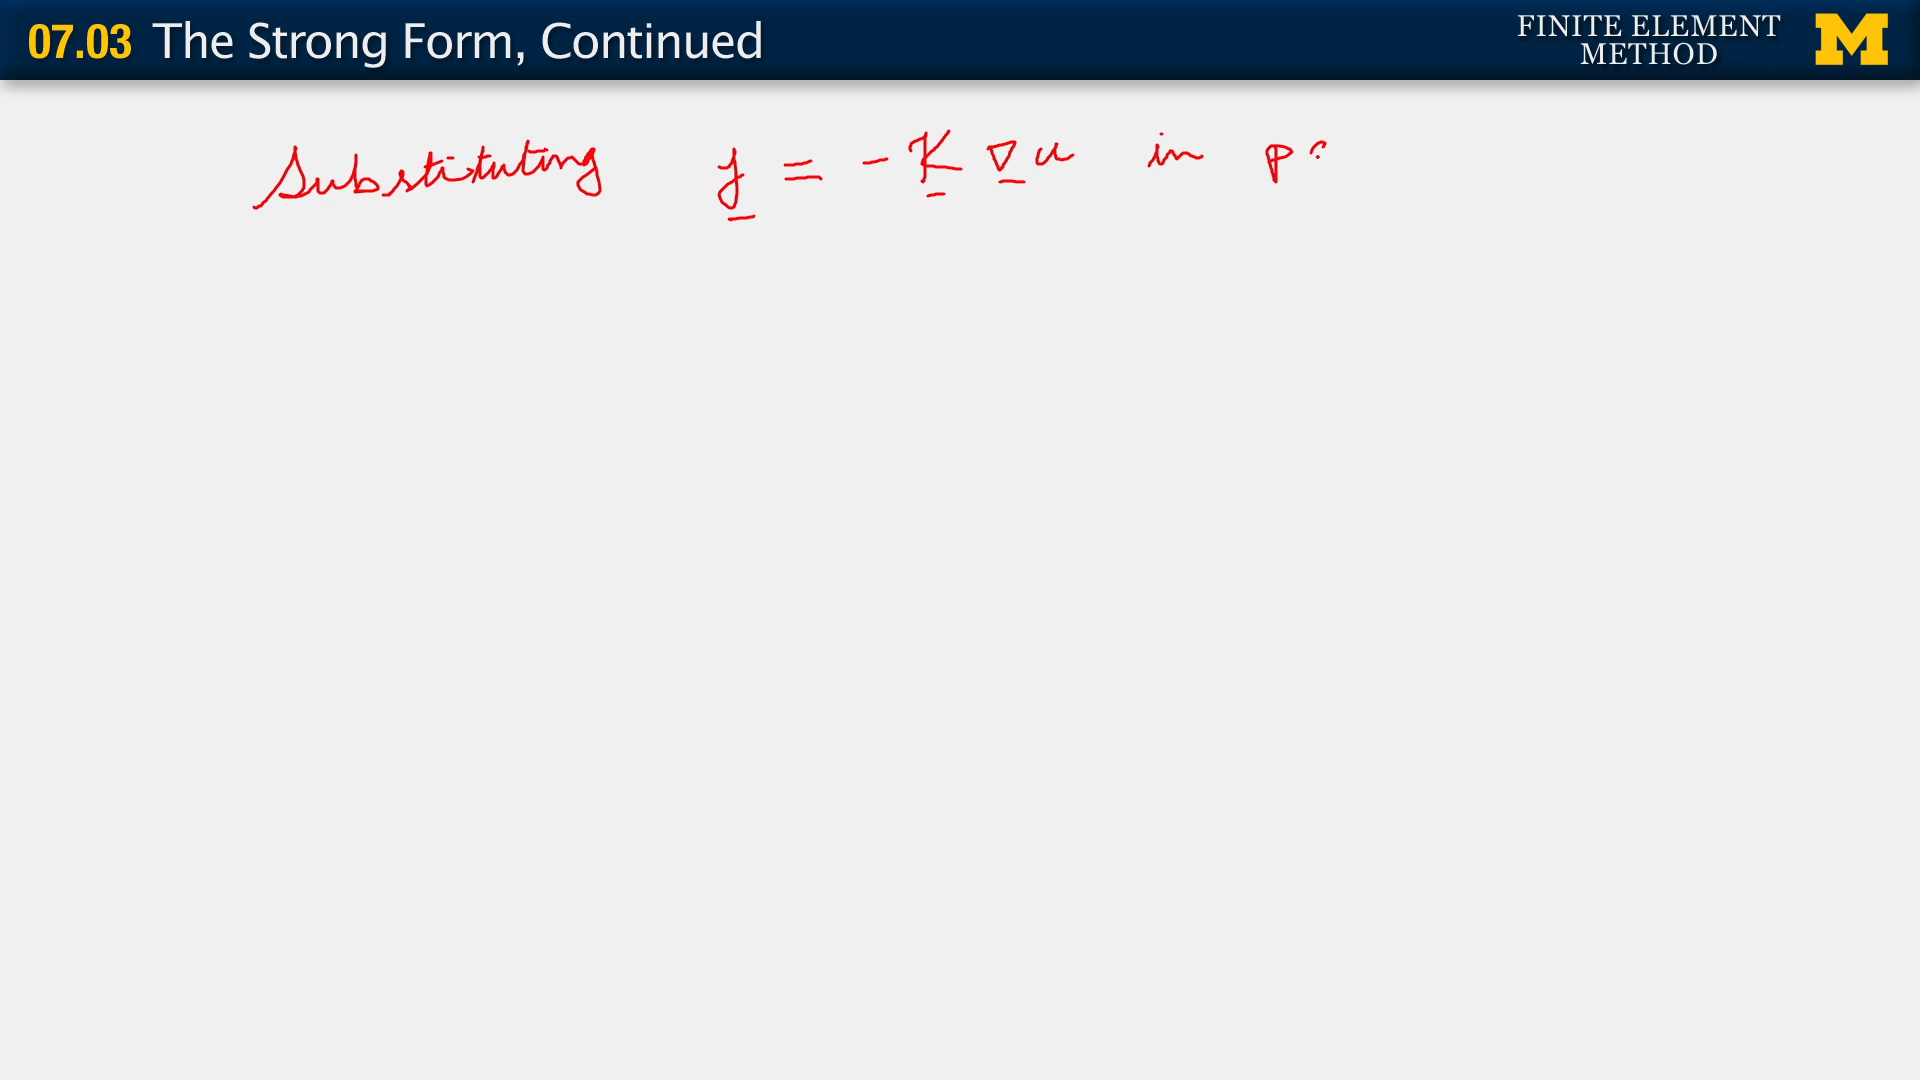 07.03 The Strong Form, Continued
FINITE ELEMENT
METHOD
M
Substituting j = - K ∇u in